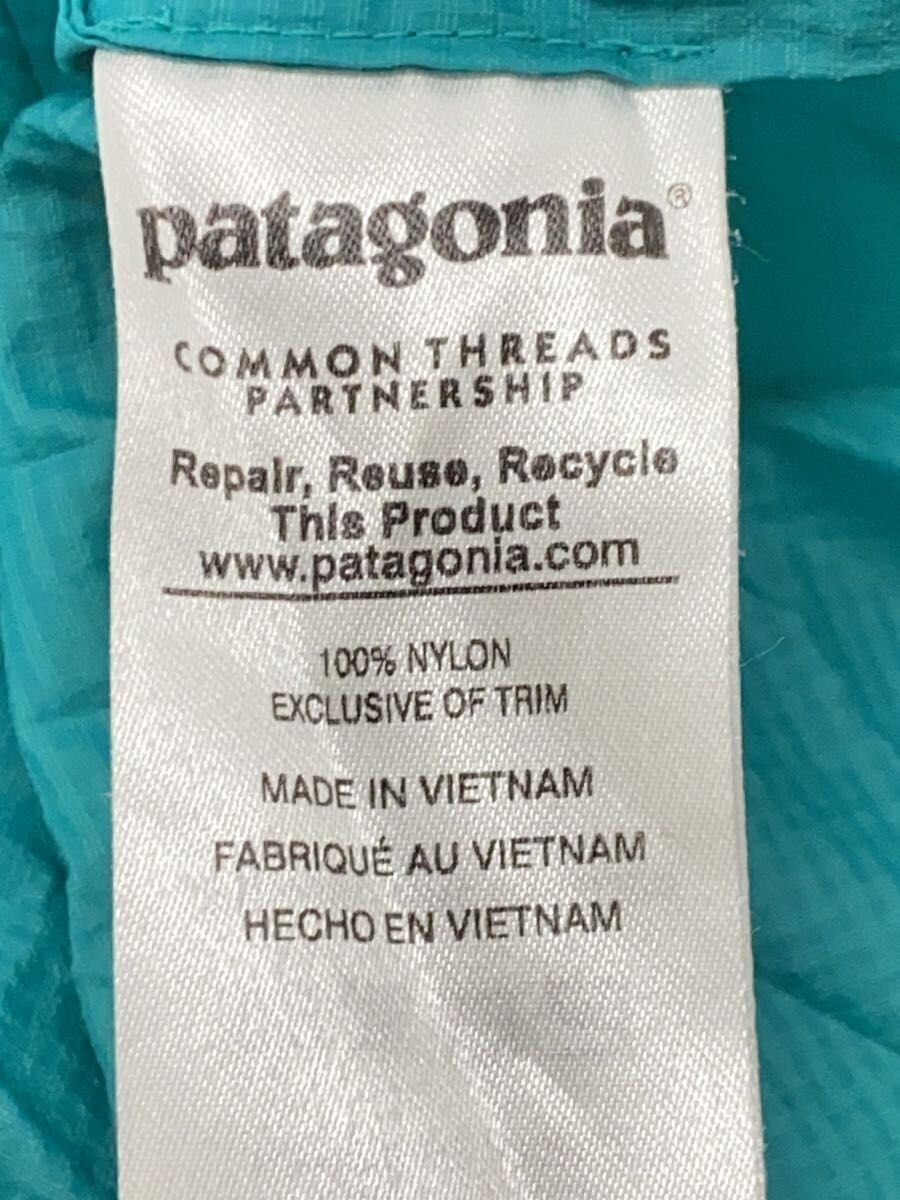 patagonia®
COMMON THREADS
PARTNERSHIP
Repair, Reuse, Recycle
This Product
www.patagonia.com
100% NYLON
EXCLUSIVE OF TRIM
MADE IN VIETNAM
FABRIQUÉ AU VIETNAM
HECHO EN VIETNAM